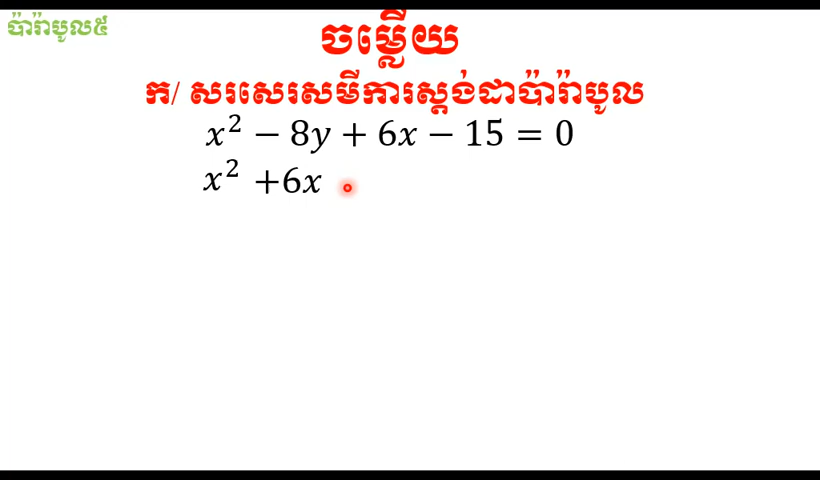 ប៉ារ៉ាបូល៥
ចម្លើយ
ក/ សរសេរសមីការស្តង់ដាប៉ារ៉ាបូល
x² − 8y + 6x − 15 = 0
x² +6x